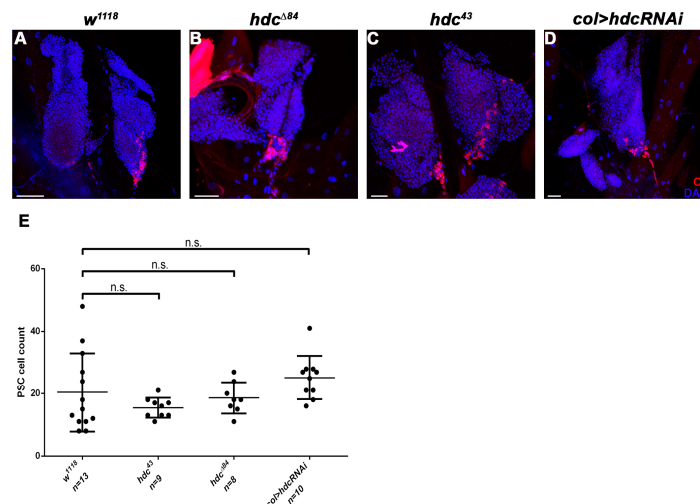 w1118 hdcΔ84 hdc43 col>hdcRNAi
A B C D
C
DA
E
n.s.
n.s.
n.s.
PSC cell count
60
40
20
0
w1118
n=13
hdc43
n=9
hdcΔ84
n=8
col>hdcRNAi
n=10